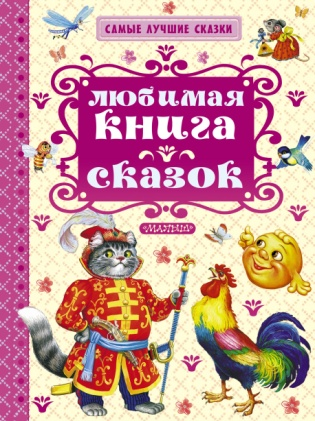 САМЫЕ ЛУЧШИЕ СКАЗКИ
любимая
книга
сказок
«МАЛЫШ»